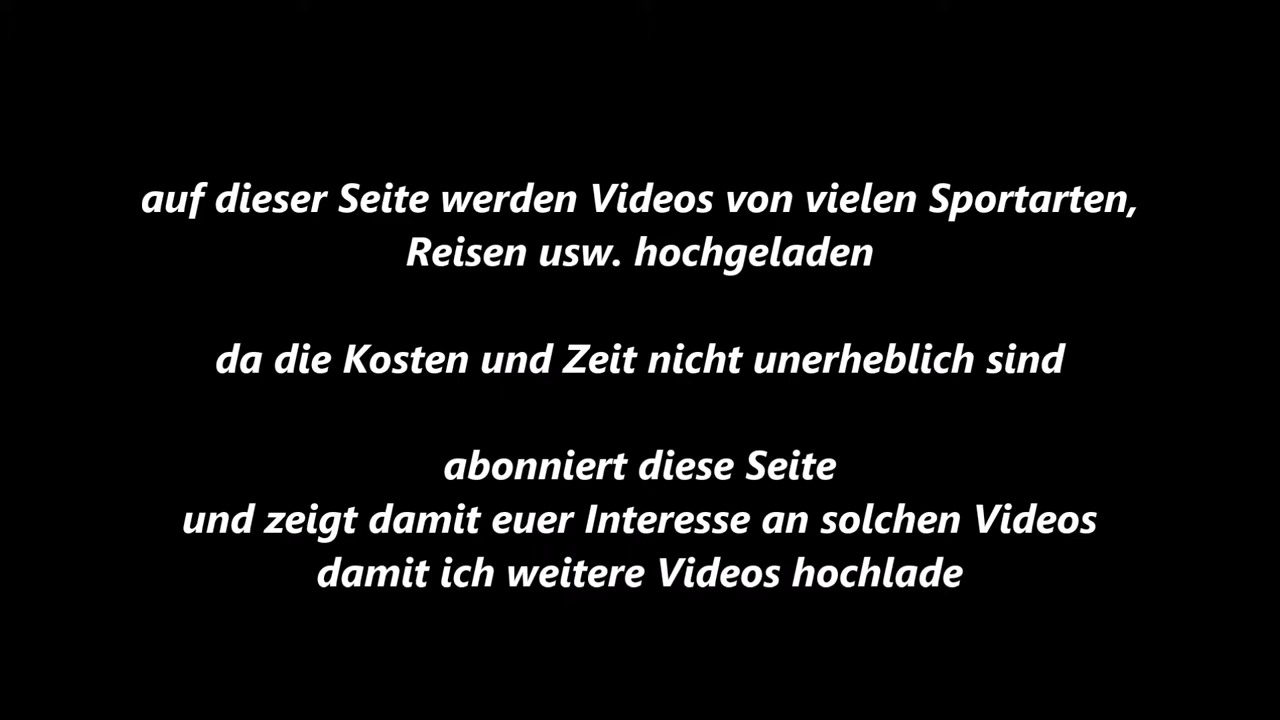 auf dieser Seite werden Videos von vielen Sportarten,
Reisen usw. hochgeladen
da die Kosten und Zeit nicht unerheblich sind
abonniert diese Seite
und zeigt damit euer Interesse an solchen Videos
damit ich weitere Videos hochlade